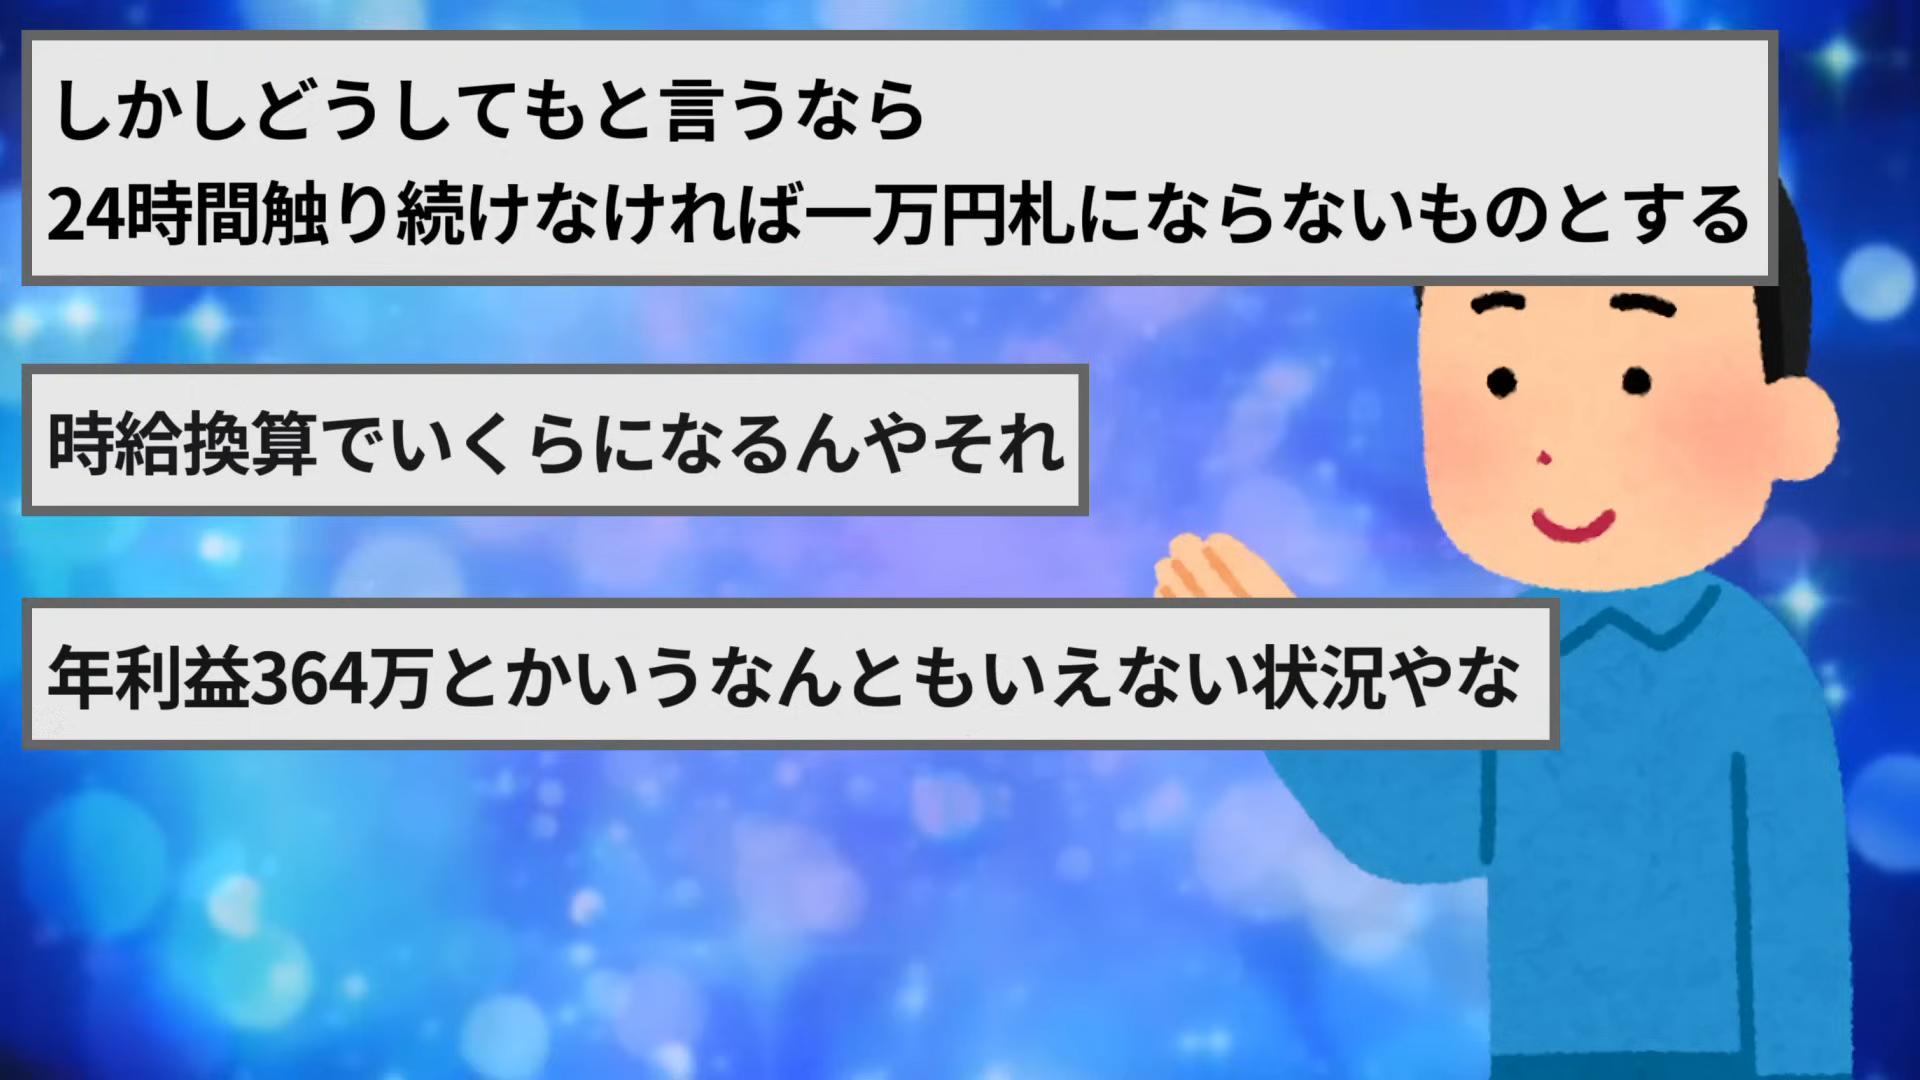 しかしどうしてもと言うなら
24時間触り続けなければ一万円札にならないものとする
時給換算でいくらになるんやそれ
年利益364万とかいうなんともいえない状況やな